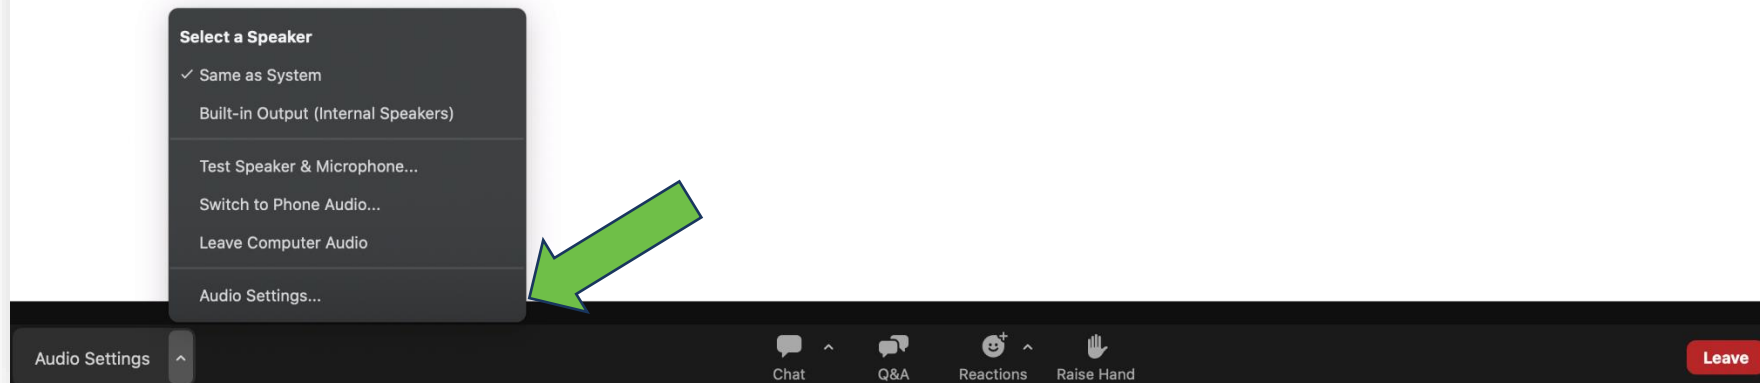 Select a Speaker
✓ Same as System
Built-in Output (Internal Speakers)
Test Speaker & Microphone...
Switch to Phone Audio...
Leave Computer Audio
Audio Settings...
Audio Settings
Chat
Q&A
Reactions
Raise Hand
Leave